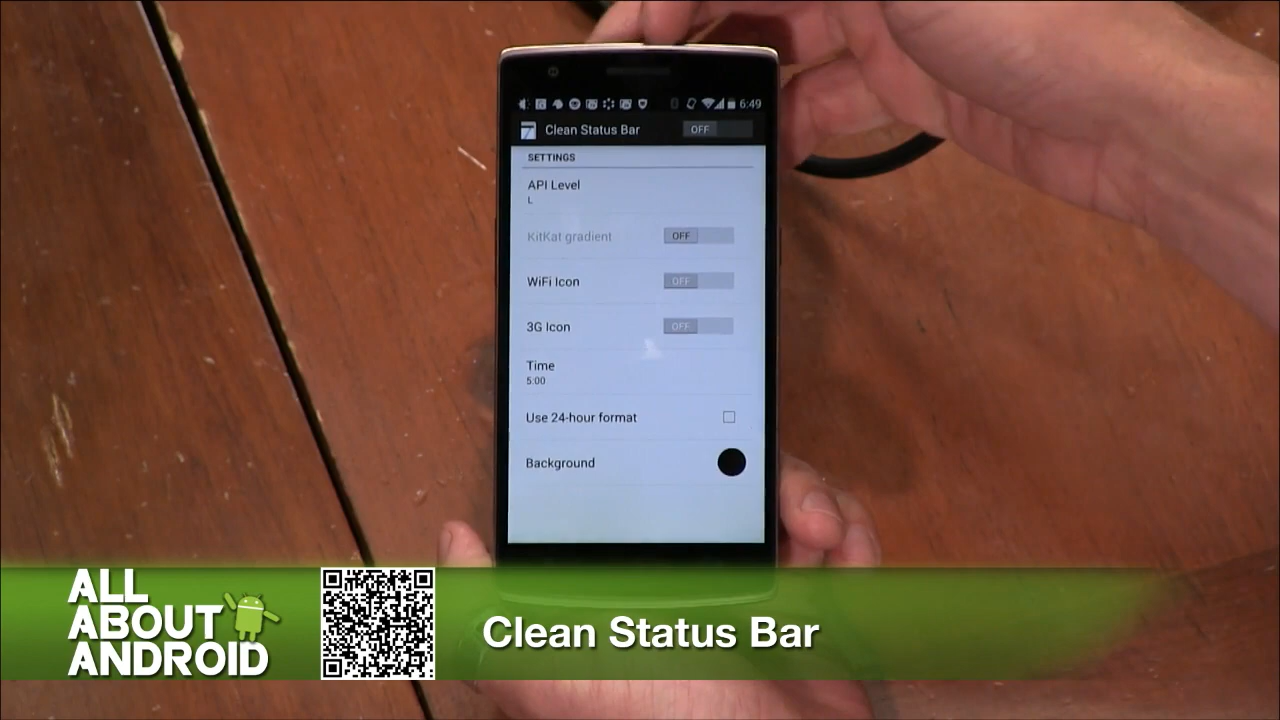 6:49
Clean Status Bar OFF
SETTINGS
API Level
L
KitKat gradient OFF
WiFi Icon OFF
3G Icon OFF
Time
5:00
Use 24-hour format
Background
ALL
ABOUT
ANDROID
Clean Status Bar